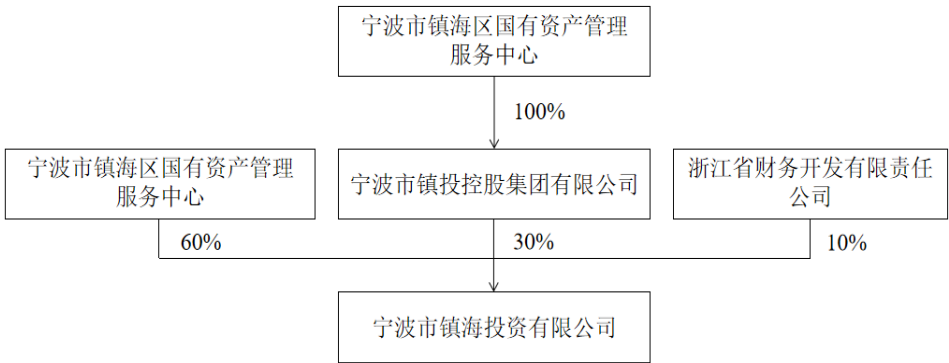 宁波市镇海区国有资产管理
服务中心
100%
宁波市镇海区国有资产管理
服务中心
宁波市镇投控股集团有限公司
浙江省财务开发有限责任
公司
60%
30%
10%
宁波市镇海投资有限公司